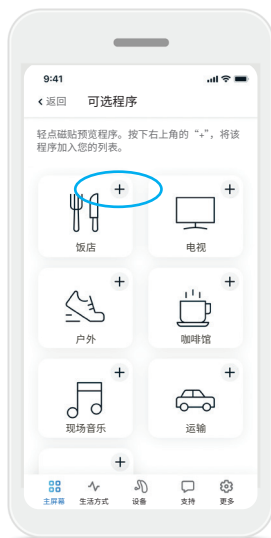 9:41
返回 可选程序
轻点磁贴预览程序。按下右上角的“+”，将该
程序加入您的列表。
+ +
饭店 电视
+ +
户外 咖啡馆
+ +
现场音乐 运输
+
主屏幕 生活方式 设备 支持 更多